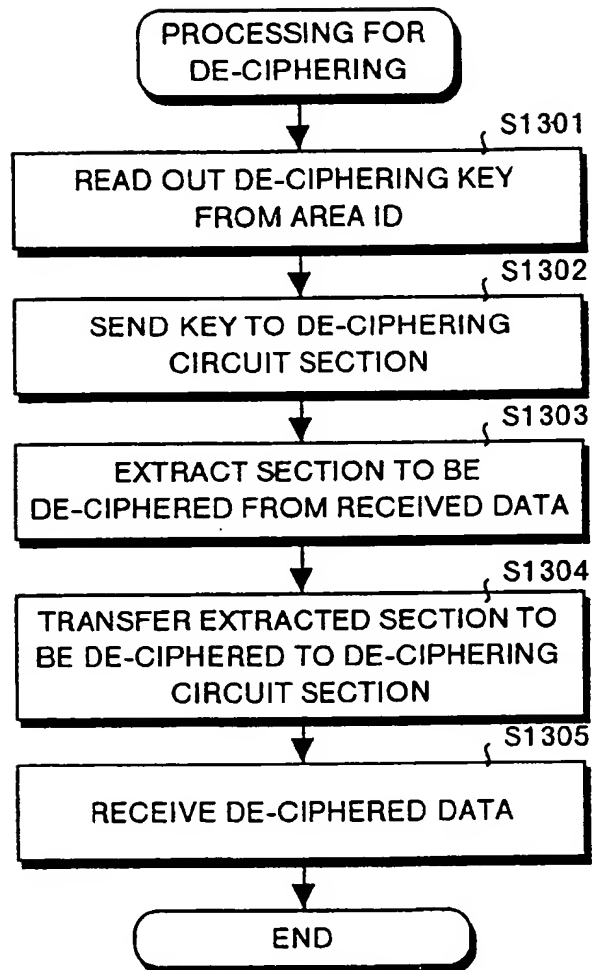 PROCESSING FOR
DE-CIPHERING
S1301
READ OUT DE-CIPHERING KEY
FROM AREA ID
S1302
SEND KEY TO DE-CIPHERING
CIRCUIT SECTION
S1303
EXTRACT SECTION TO BE
DE-CIPHERED FROM RECEIVED DATA
S1304
TRANSFER EXTRACTED SECTION TO
BE DE-CIPHERED TO DE-CIPHERING
CIRCUIT SECTION
S1305
RECEIVE DE-CIPHERED DATA
END